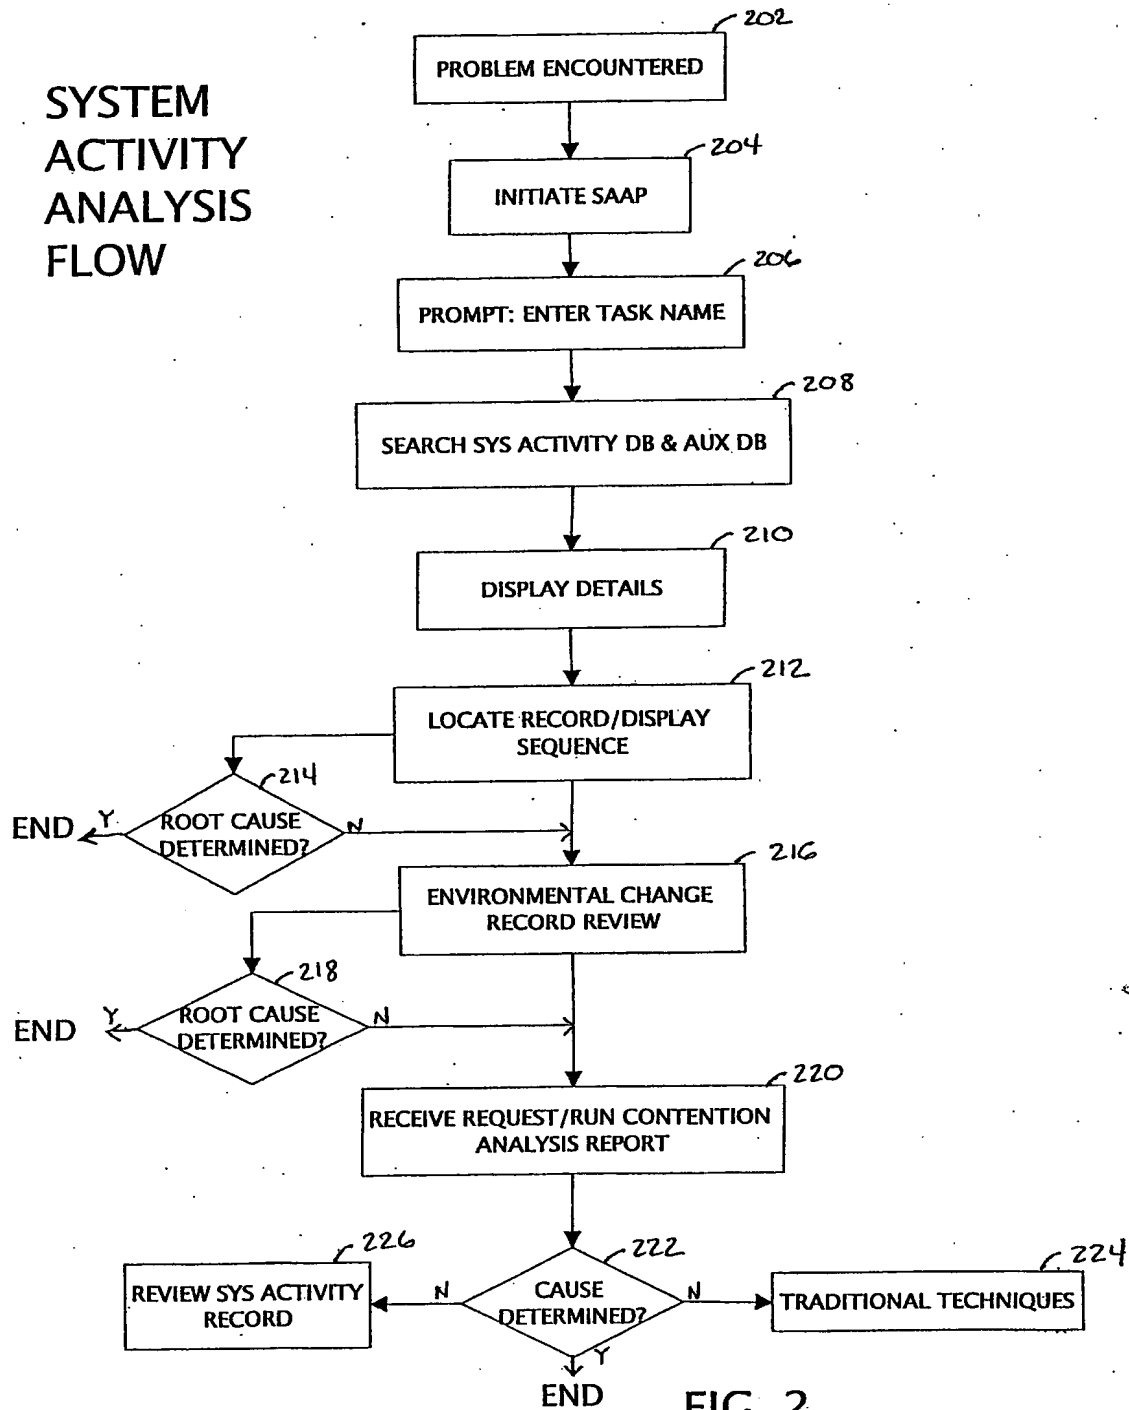 SYSTEM
ACTIVITY
ANALYSIS
FLOW
202
PROBLEM ENCOUNTERED
204
INITIATE SAAP
206
PROMPT: ENTER TASK NAME
208
SEARCH SYS ACTIVITY DB & AUX DB
210
DISPLAY DETAILS
212
LOCATE RECORD/DISPLAY
SEQUENCE
214
ROOT CAUSE
DETERMINED?
END
Y
N
216
ENVIRONMENTAL CHANGE
RECORD REVIEW
218
ROOT CAUSE
DETERMINED?
END
Y
N
220
RECEIVE REQUEST/RUN CONTENTION
ANALYSIS REPORT
222
CAUSE
DETERMINED?
N
N
Y
226
REVIEW SYS ACTIVITY
RECORD
224
TRADITIONAL TECHNIQUES
END
FIG. 2